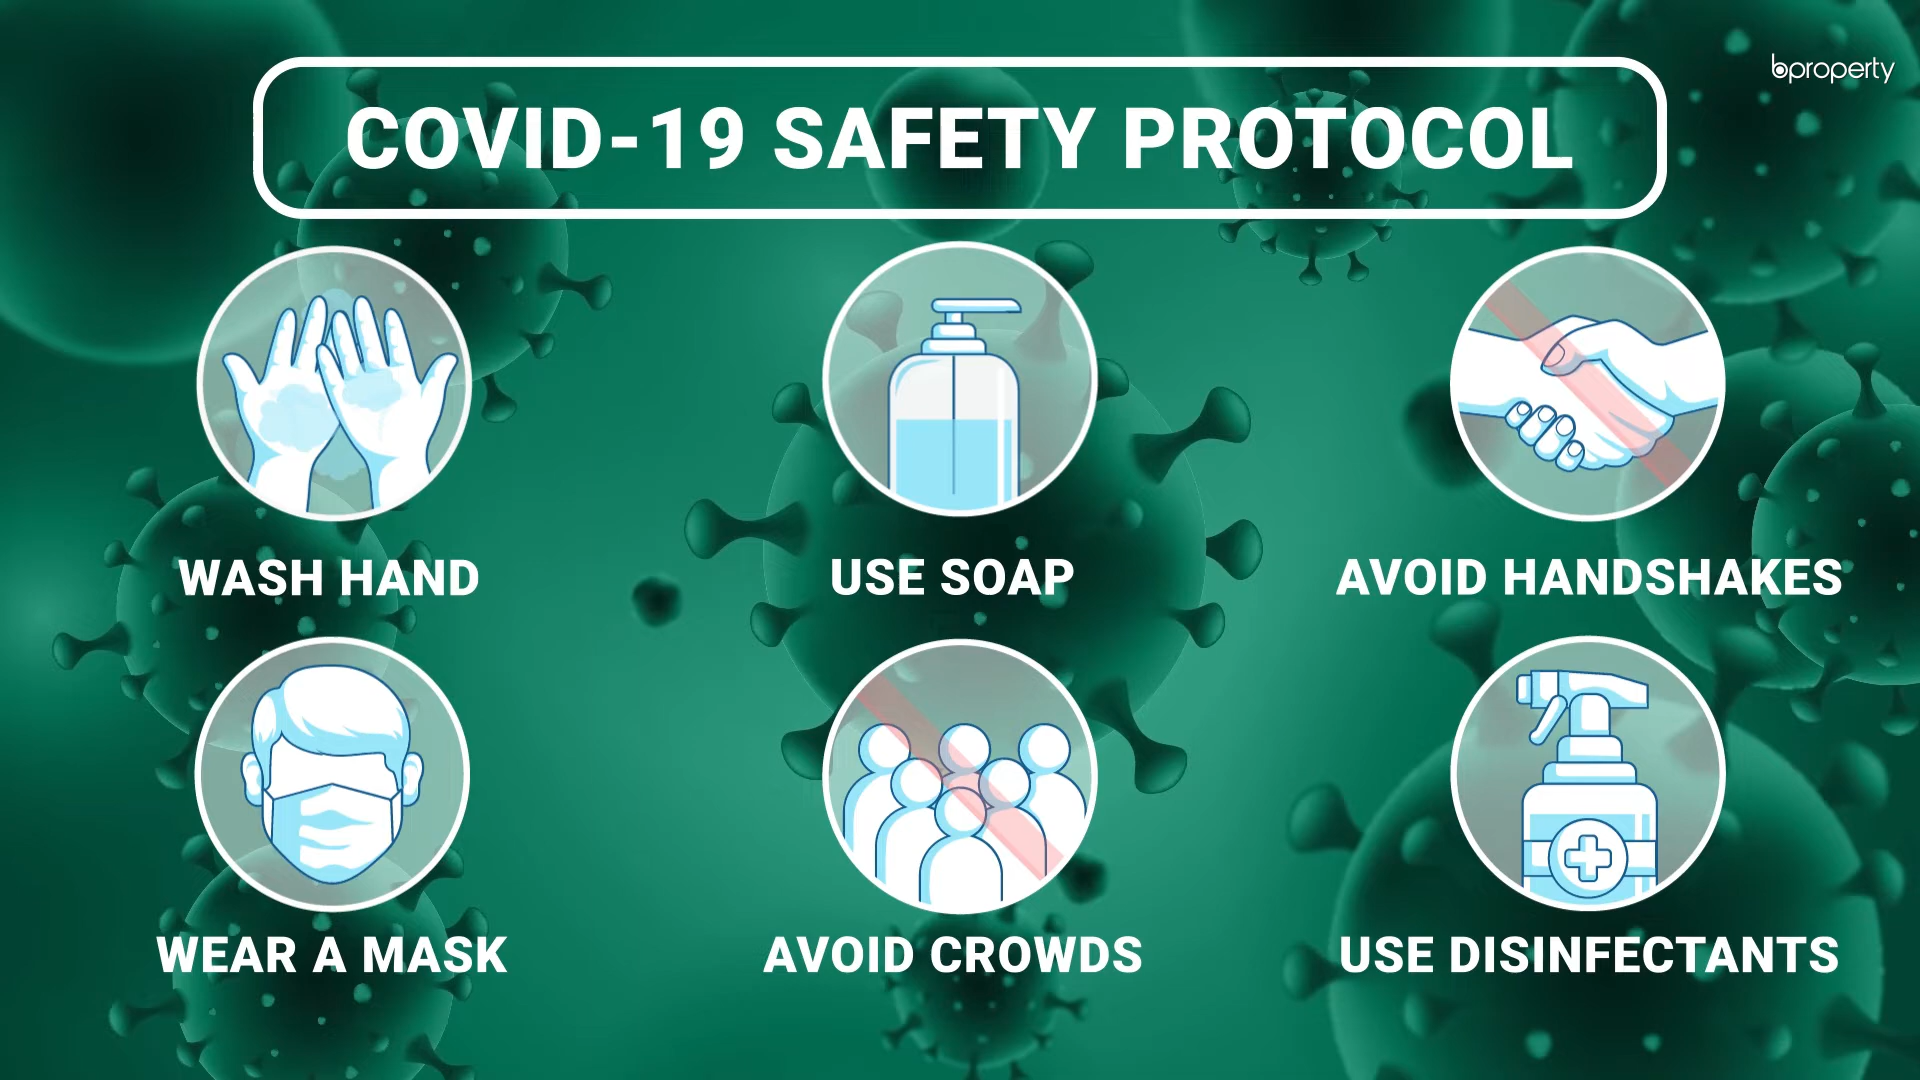 bproperty
COVID-19 SAFETY PROTOCOL
WASH HAND
USE SOAP
AVOID HANDSHAKES
WEAR A MASK
AVOID CROWDS
USE DISINFECTANTS